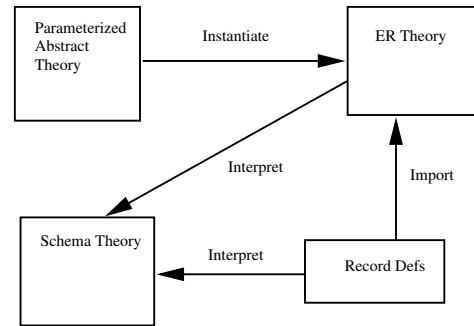 Parameterized
Abstract
Theory
Instantiate
ER Theory
Interpret
Import
Schema Theory
Interpret
Record Defs